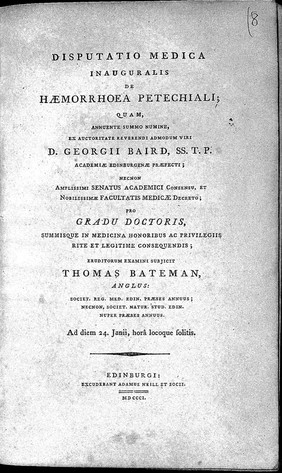 (8
DISPUTATIO MEDICA
INAUGURALIS
DE
HÆMORRHOEA PETECHIALI;
QUAM,
ANNUENTE SUMMO NUMINE,
EX AUCTORITATE REVERENDI ADMODUM VIRI
D. GEORGII BAIRD, SS. T. P.
ACADEMIÆ EDINBURGENÆ PRÆFECTI;
NECNON
AMPLISSIMI SENATUS ACADEMICI CONSENSU, ET
NOBILISSIMÆ FACULTATIS MEDICÆ DECRETO;
PRO
GRADU DOCTORIS,
SUMMISQUE IN MEDICINA HONORIBUS AC PRIVILEGIIS
RITE ET LEGITIME CONSEQUENDIS;
ERUDITORUM EXAMINI SUBJICIT
THOMAS BATEMAN,
ANGLUS:
SOCIET. REG. MED. EDIN. PRÆSES ANNUUS;
NECNON, SOCIET. NATUR. STUD. EDIN.
NUPER PRÆSES ANNUUS.
Ad diem 24. Junii, horâ locoque solitis.
EDINBURGI:
EXCUDEBANT ADAMUS NEILL ET SOCII.
MDCCCI.